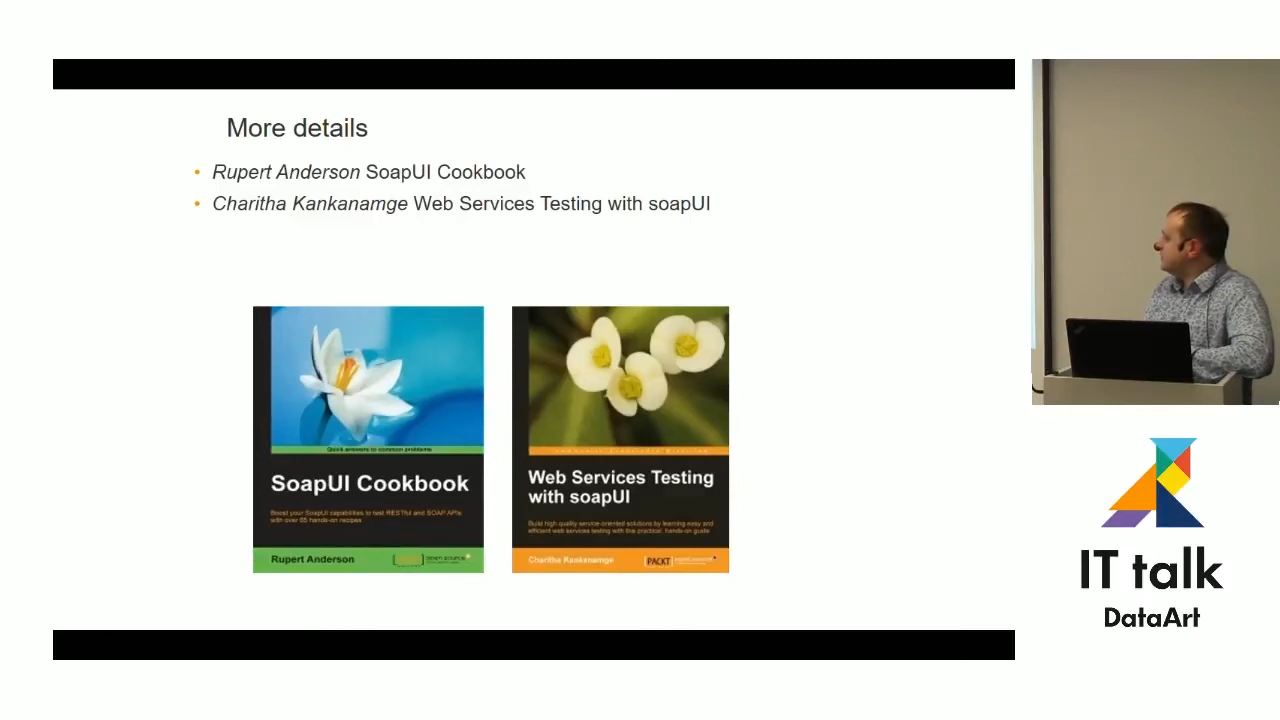 More details
• Rupert Anderson SoapUI Cookbook
• Charitha Kankanamge Web Services Testing with soapUI
Quick answers to common problems
SoapUI Cookbook
Boost your SoapUI capabilities to test RESTful and SOAP APIs
with over 65 hands-on recipes
Rupert Anderson
open source
Web Services Testing
with soapUI
Build high quality service-oriented solutions by learning easy and
efficient web services testing with this practical, hands-on guide
Charitha Kankanamge
PACKT
IT talk
DataArt